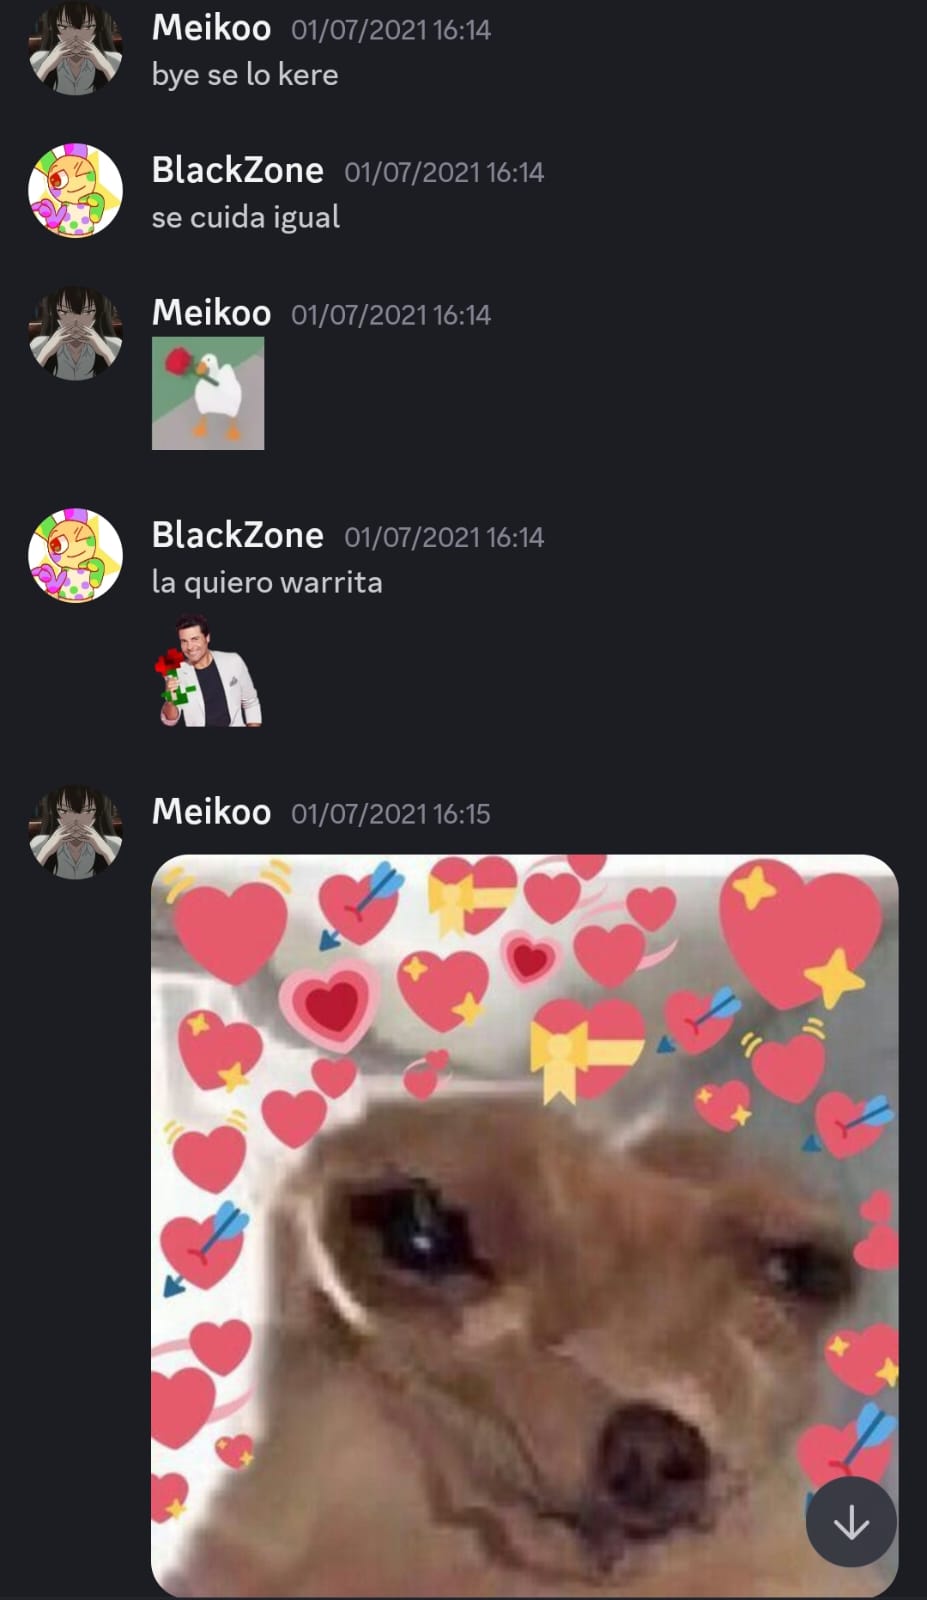 Meikoo 01/07/2021 16:14
bye se lo kere
BlackZone 01/07/2021 16:14
se cuida igual
Meikoo 01/07/2021 16:14
BlackZone 01/07/2021 16:14
la quiero warrita
Meikoo 01/07/2021 16:15